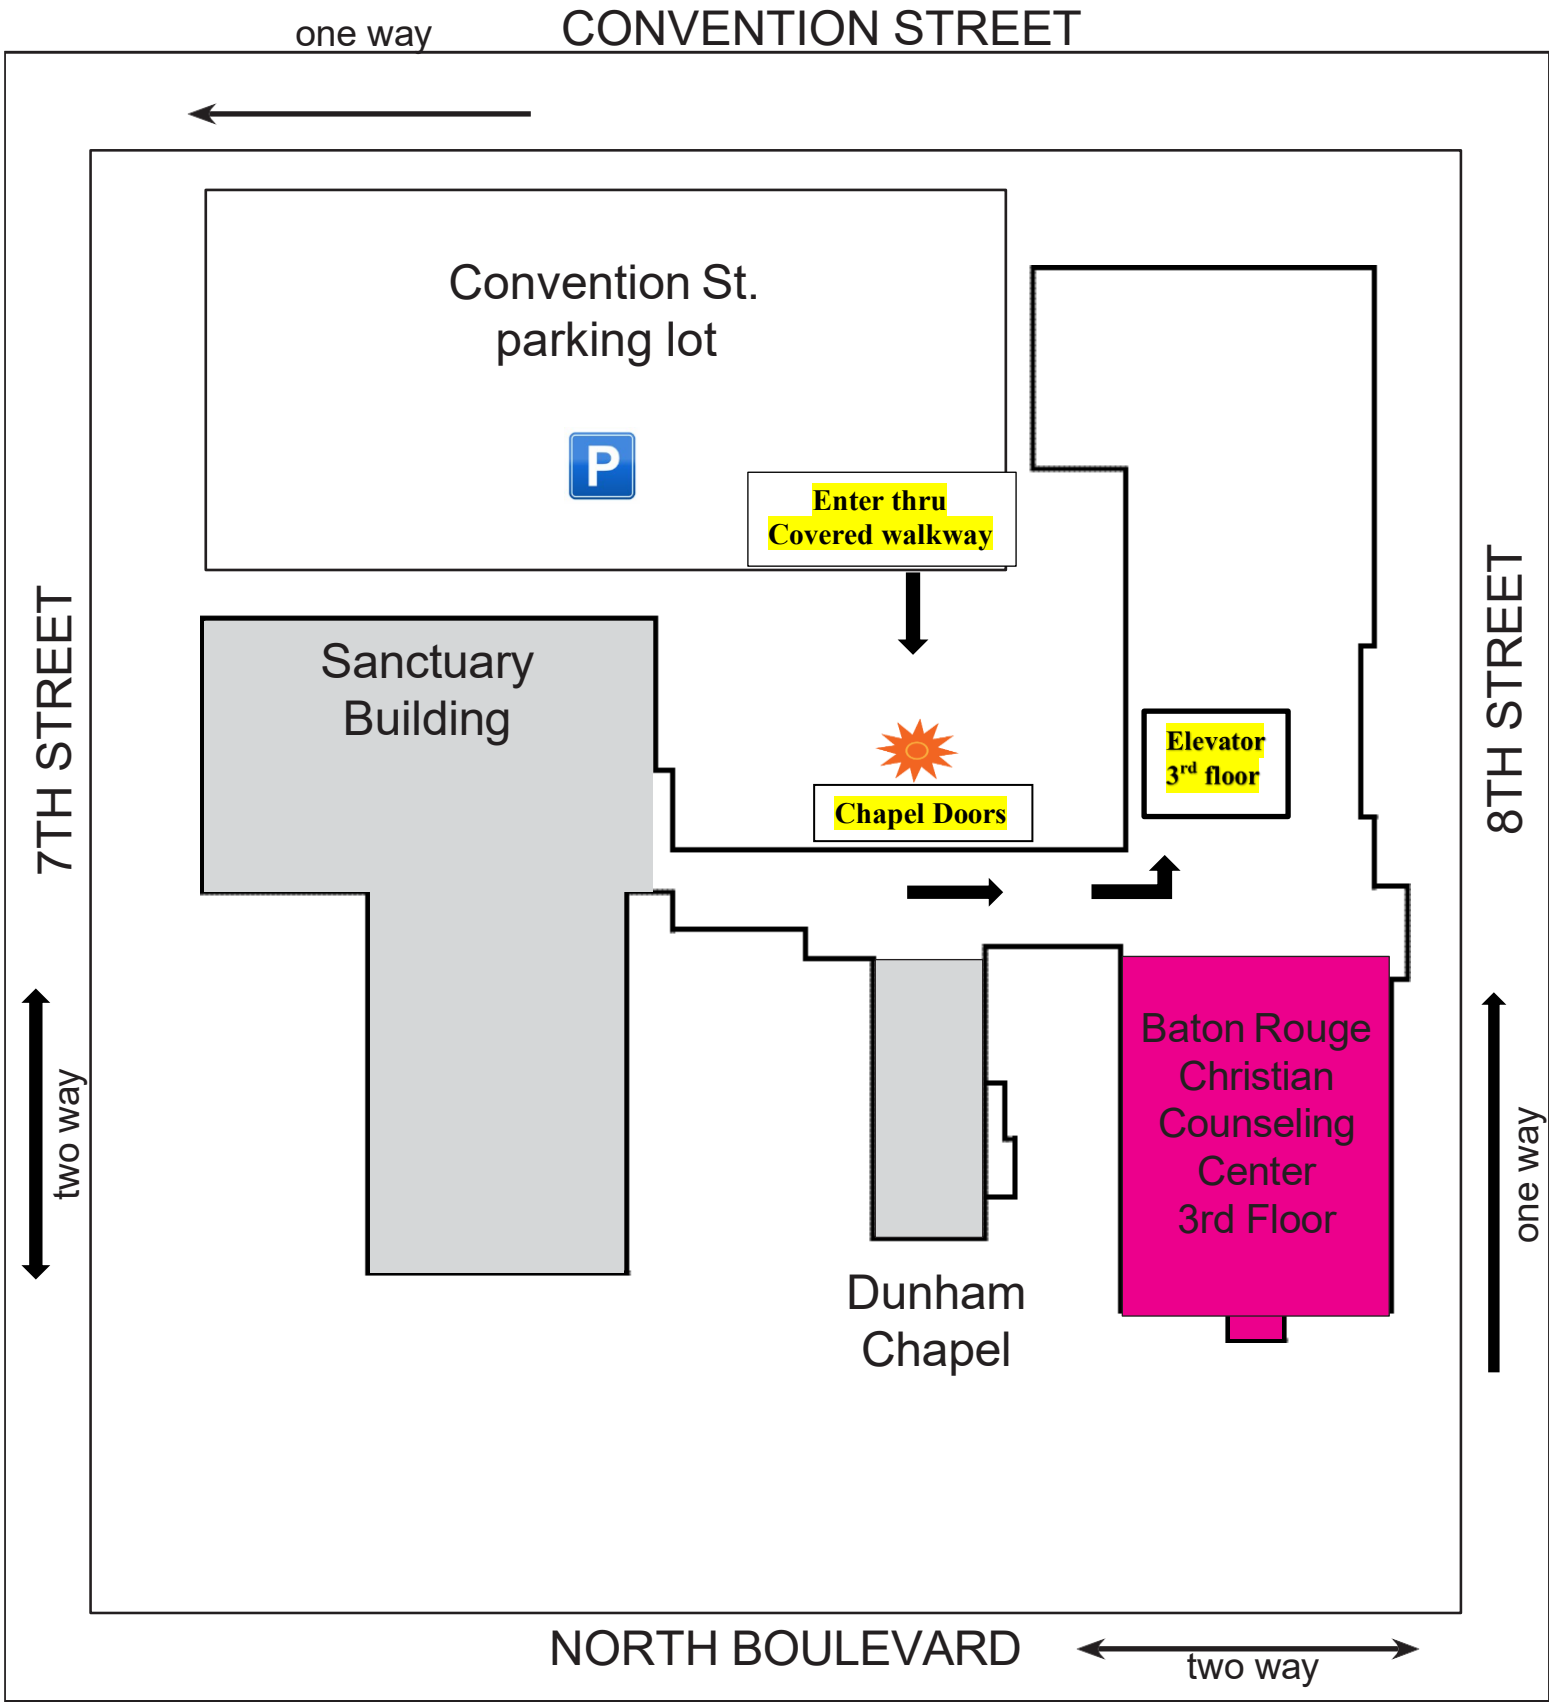 one way
CONVENTION STREET
Convention St.
parking lot
P
Enter thru
Covered walkway
7TH STREET
Sanctuary
Building
8TH STREET
Elevator
3rd floor
Chapel Doors
two way
Baton Rouge
Christian
Counseling
Center
3rd Floor
one way
Dunham
Chapel
NORTH BOULEVARD
two way